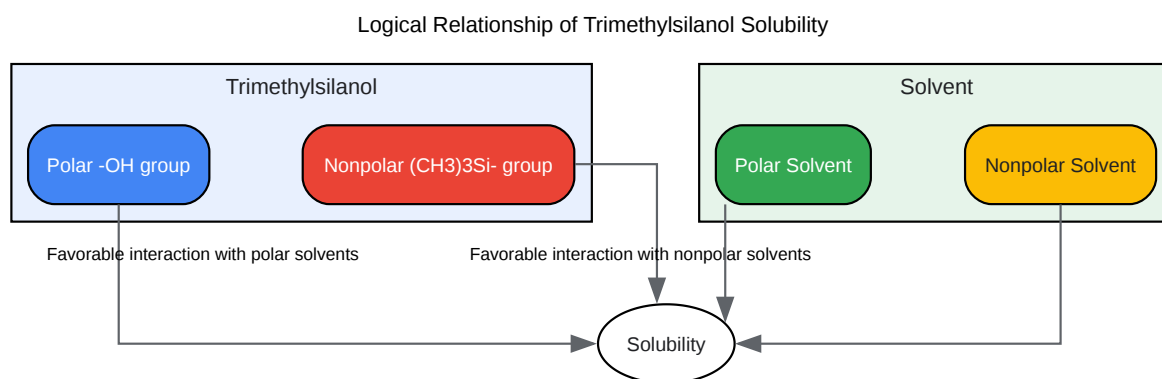 Logical Relationship of Trimethylsilanol Solubility
Trimethylsilanol
Solvent
Polar -OH group
Nonpolar (CH3)3Si- group
Polar Solvent
Nonpolar Solvent
Favorable interaction with polar solvents
Favorable interaction with nonpolar solvents
Solubility